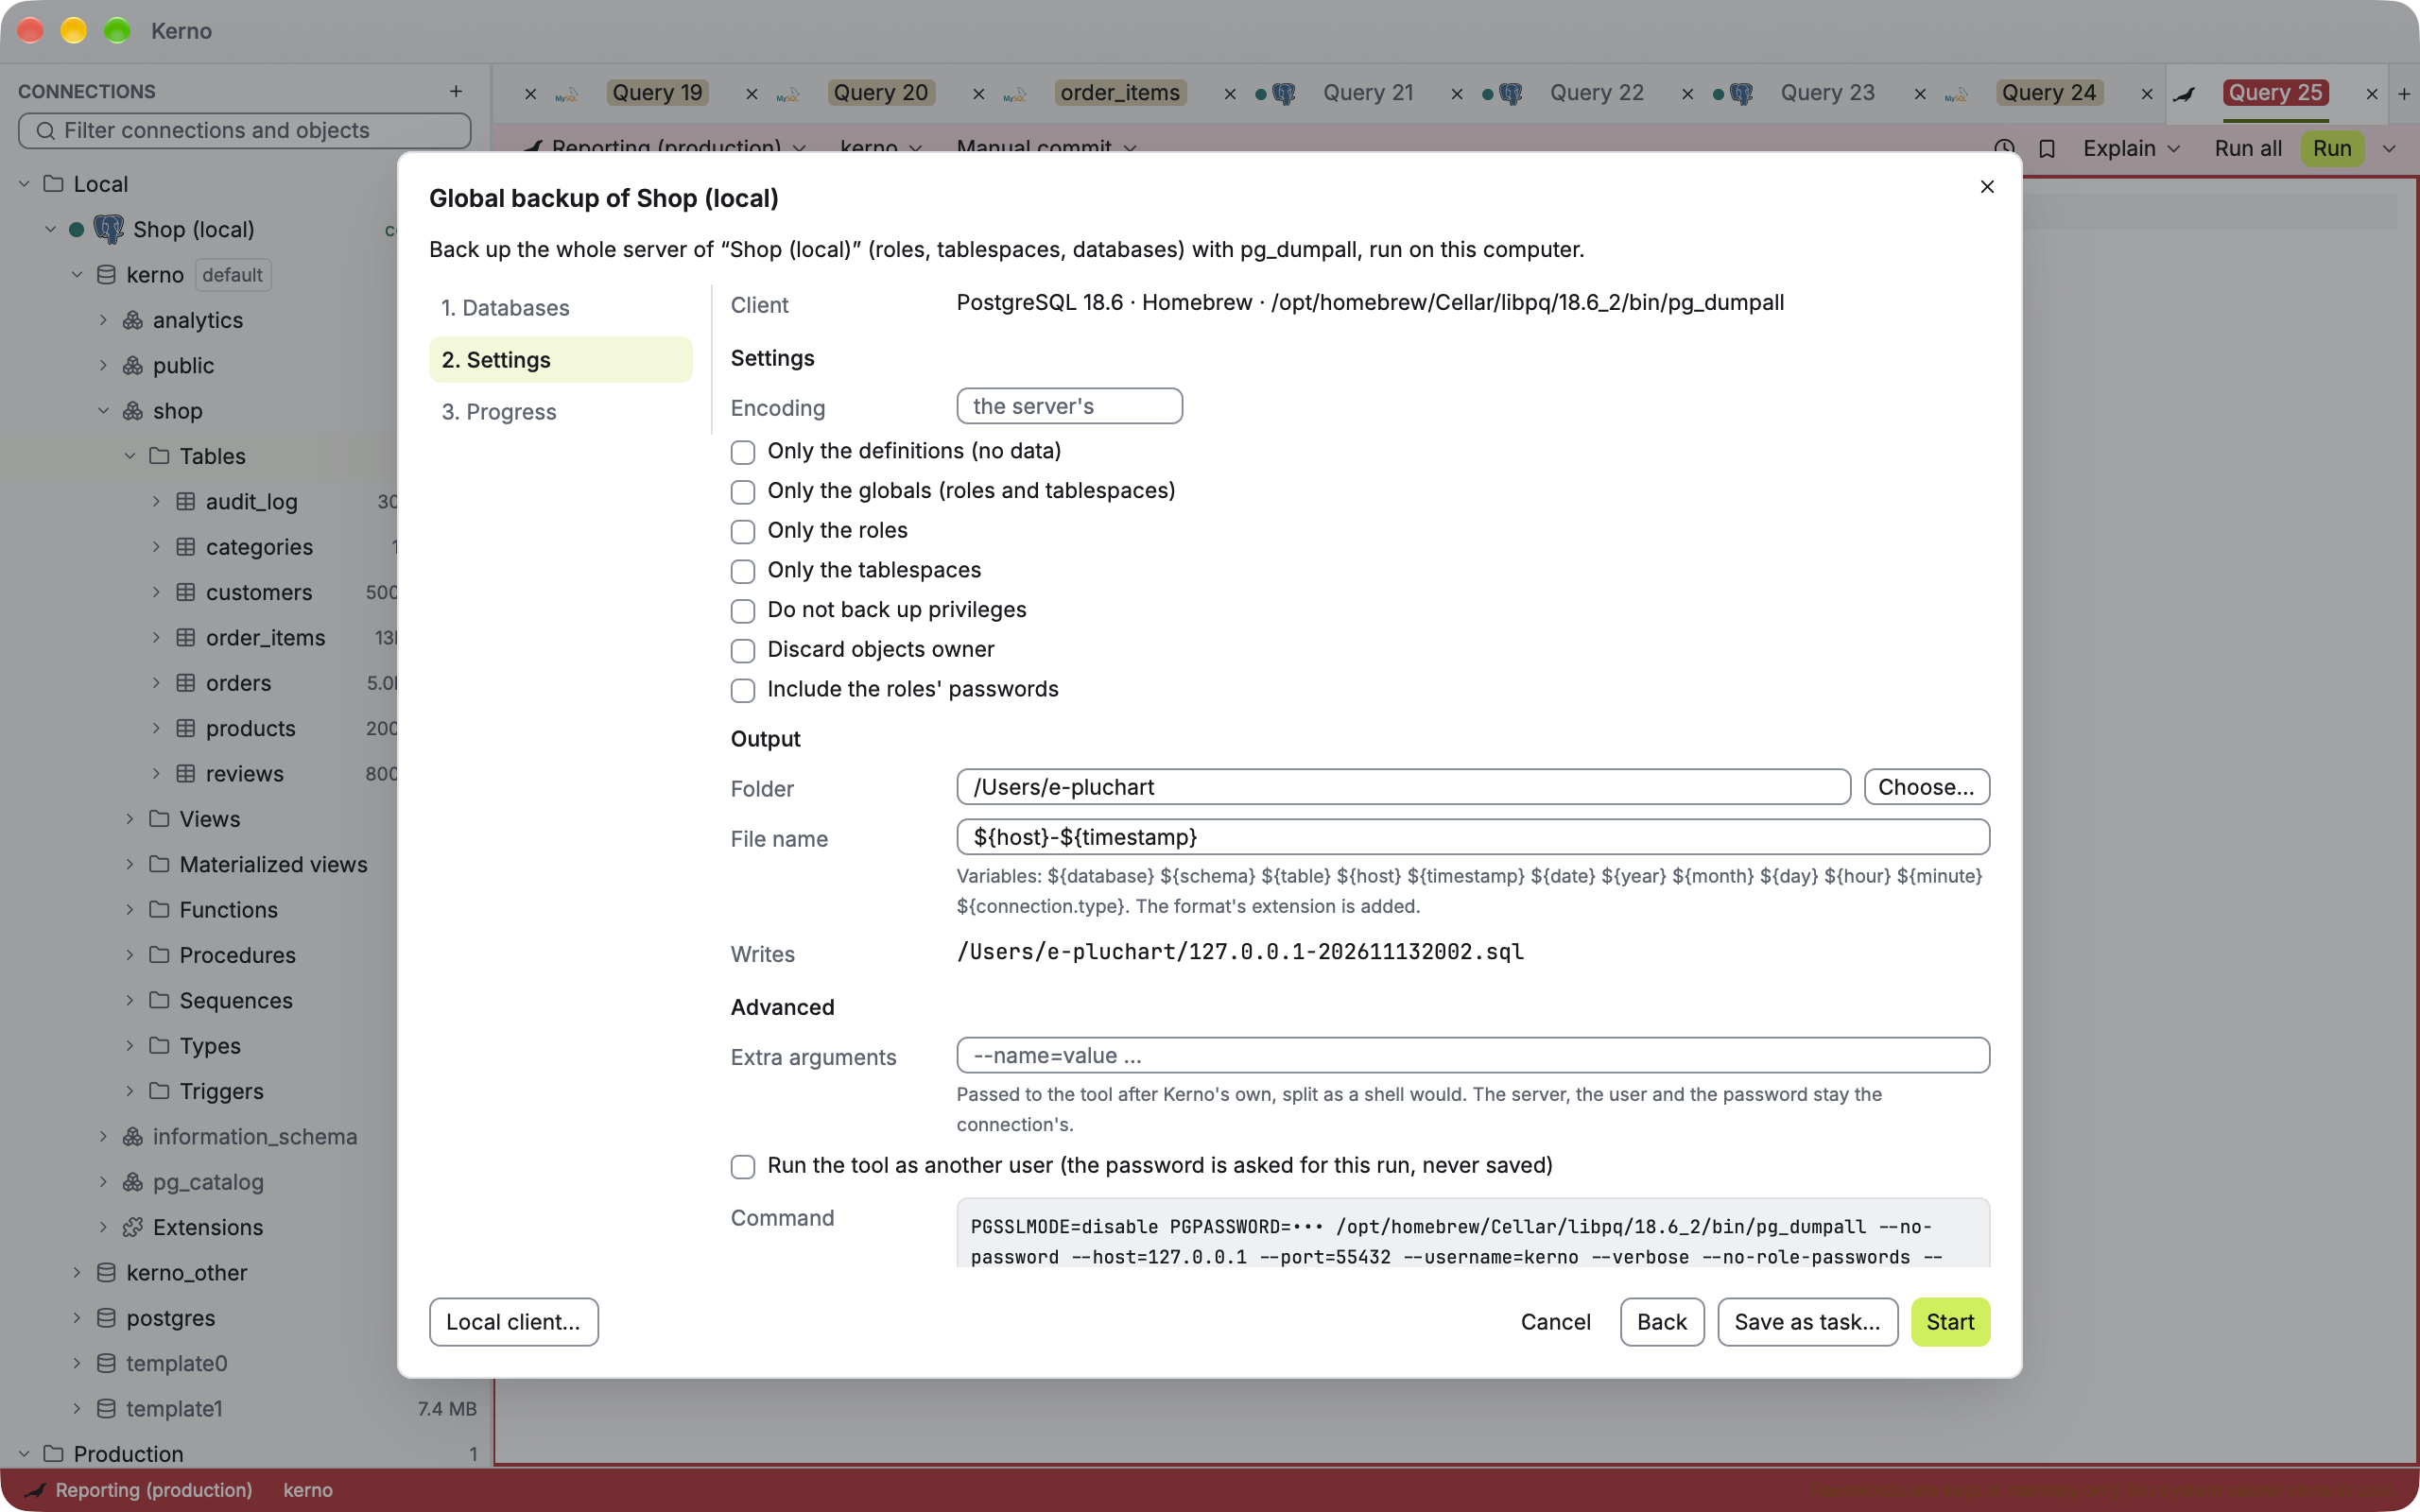 Kerno
CONNECTIONS
Filter connections and objects
Local
Shop (local)
kerno default
analytics
public
shop
Tables
audit_log
categories
customers
order_items
orders
products
reviews
Views
Materialized views
Functions
Procedures
Sequences
Types
Triggers
information_schema
pg_catalog
Extensions
kerno_other
postgres
template0
template1 7.4 MB
Production 1
Query 19
Query 20
order_items
Query 21
Query 22
Query 23
Query 24
Query 25
Reporting (production) kerno Manual commit
Explain Run all Run
Global backup of Shop (local)
Back up the whole server of “Shop (local)” (roles, tablespaces, databases) with pg_dumpall, run on this computer.
1. Databases
2. Settings
3. Progress
Client PostgreSQL 18.6 · Homebrew · /opt/homebrew/Cellar/libpq/18.6_2/bin/pg_dumpall
Settings
Encoding the server's
Only the definitions (no data)
Only the globals (roles and tablespaces)
Only the roles
Only the tablespaces
Do not back up privileges
Discard objects owner
Include the roles' passwords
Output
Folder /Users/e-pluchart Choose...
File name ${host}-${timestamp}
Variables: ${database} ${schema} ${table} ${host} ${timestamp} ${date} ${year} ${month} ${day} ${hour} ${minute}
${connection.type}. The format's extension is added.
Writes /Users/e-pluchart/127.0.0.1-202611132002.sql
Advanced
Extra arguments --name=value ...
Passed to the tool after Kerno's own, split as a shell would. The server, the user and the password stay the
connection's.
Run the tool as another user (the password is asked for this run, never saved)
Command PGSSLMODE=disable PGPASSWORD=••• /opt/homebrew/Cellar/libpq/18.6_2/bin/pg_dumpall --no-
password --host=127.0.0.1 --port=55432 --username=kerno --verbose --no-role-passwords --
Local client... Cancel Back Save as task... Start
Reporting (production) kerno